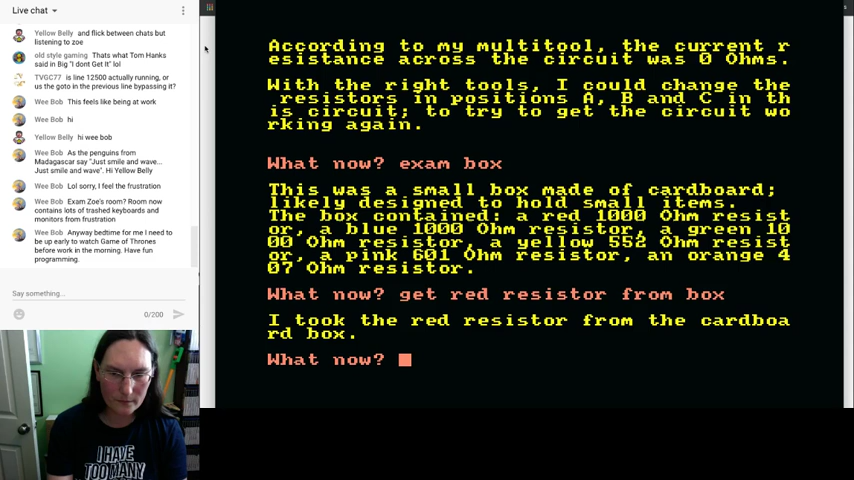 Live chat
Yellow Belly and flick between chats but
listening to zoe
old style gaming Thats what Tom Hanks
said in Big "I dont Get It" lol
TVGC77 is line 12500 actually running, or
us the goto in the previous line bypassing it?
Wee Bob This feels like being at work
Wee Bob hi
Yellow Belly hi wee bob
Wee Bob As the penguins from
Madagascar say "Just smile and wave...
Just smile and wave". Hi Yellow Belly
Wee Bob Lol sorry, I feel the frustration
Wee Bob Exam Zoe's room? Room now
contains lots of trashed keyboards and
monitors from frustration
Wee Bob Anyway bedtime for me I need to
be up early to watch Game of Thrones
before work in the morning. Have fun
programming.
Say something...
0/200
According to my multitool, the current r
esistance across the circuit was 0 Ohms.
With the right tools, I could change the
resistors in positions A, B and C in th
is circuit; to try to get the circuit wo
rking again.
What now? exam box
This was a small box made of cardboard;
likely designed to hold small items.
The box contained: a red 1000 Ohm resist
or, a blue 1000 Ohm resistor, a green 10
00 Ohm resistor, a yellow 552 Ohm resist
or, a pink 601 Ohm resistor, an orange 4
07 Ohm resistor.
What now? get red resistor from box
I took the red resistor from the cardboa
rd box.
What now?
I HAVE
TOO MANY